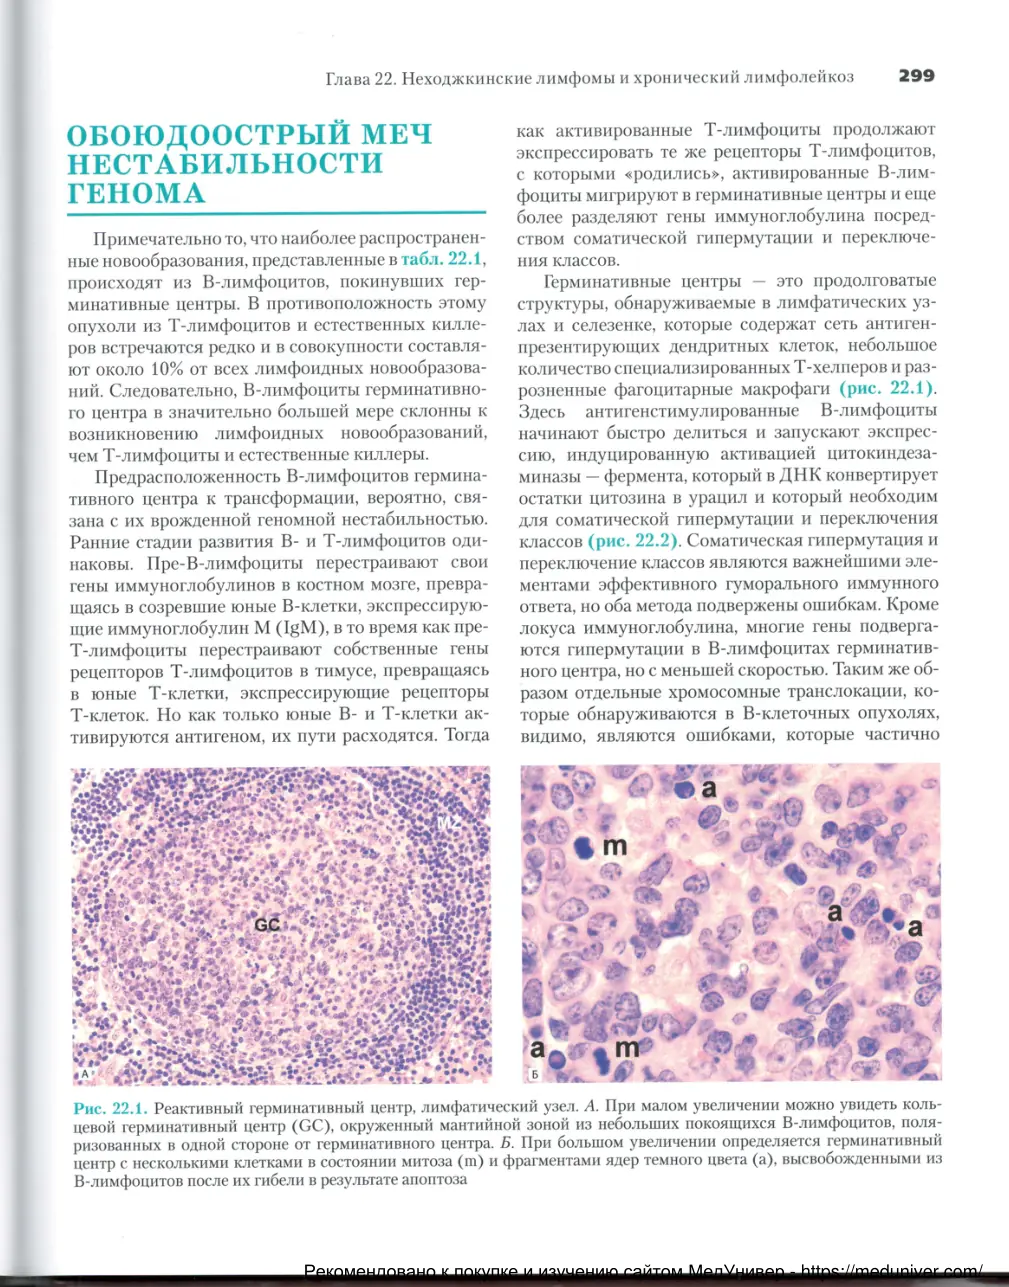 Глава 22. Неходжкинские лимфомы и хронический лимфолейкоз 299
ОБОЮДООСТРЫЙ МЕЧ
НЕСТАБИЛЬНОСТИ
ГЕНОМА
Примечательно то, что наиболее распространен-
ные новообразования, представленные в табл. 22.1,
происходят из В-лимфоцитов, покинувших гер-
минативные центры. В противоположность этому
опухоли из Т-лимфоцитов и естественных килле-
ров встречаются редко и в совокупности составля-
ют около 10% от всех лимфоидных новообразова-
ний. Следовательно, В-лимфоциты герминативно-
го центра в значительно большей мере склонны к
возникновению лимфоидных новообразований,
чем Т-лимфоциты и естественные киллеры.
Предрасположенность В-лимфоцитов гермина-
тивного центра к трансформации, вероятно, свя-
зана с их врожденной геномной нестабильностью.
Ранние стадии развития В- и Т-лимфоцитов оди-
наковы. Пре-В-лимфоциты перестраивают свои
гены иммуноглобулинов в костном мозге, превра-
щаясь в созревшие юные В-клетки, экспрессирую-
щие иммуноглобулин М (IgM), в то время как пре-
Т-лимфоциты перестраивают собственные гены
рецепторов Т-лимфоцитов в тимусе, превращаясь
в юные Т-клетки, экспрессирующие рецепторы
Т-клеток. Но как только юные В- и Т-клетки ак-
тивируются антигеном, их пути расходятся. Тогда
как активированные Т-лимфоциты продолжают
экспрессировать те же рецепторы Т-лимфоцитов,
с которыми «родились», активированные В-лим-
фоциты мигрируют в герминативные центры и еще
более разделяют гены иммуноглобулина посред-
ством соматической гипермутации и переключе-
ния классов.
Герминативные центры — это продолговатые
структуры, обнаруживаемые в лимфатических уз-
лах и селезенке, которые содержат сеть антиген-
презентирующих дендритных клеток, небольшое
количество специализированных Т-хелперов и раз-
розненные фагоцитарные макрофаги (рис. 22.1).
Здесь антигенстимулированные В-лимфоциты
начинают быстро делиться и запускают экспрес-
сию, индуцированную активацией цитокиндеза-
миназы — фермента, который в ДНК конвертирует
остатки цитозина в урацил и который необходим
для соматической гипермутации и переключения
классов (рис. 22.2). Соматическая гипермутация и
переключение классов являются важнейшими эле-
ментами эффективного гуморального иммунного
ответа, но оба метода подвержены ошибкам. Кроме
локуса иммуноглобулина, многие гены подверга-
ются гипермутации в В-лимфоцитах герминатив-
ного центра, но с меньшей скоростью. Таким же об-
разом отдельные хромосомные транслокации, ко-
торые обнаруживаются в В-клеточных опухолях,
видимо, являются ошибками, которые частично
MZ
GC
А
a
m
a
a
a
m
Б
Рис. 22.1. Реактивный герминативный центр, лимфатический узел. А. При малом увеличении можно увидеть коль-
цевой герминативный центр (GC), окруженный мантийной зоной из небольших покоящихся В-лимфоцитов, поля-
ризованных в одной стороне от герминативного центра. Б. При большом увеличении определяется герминативный
центр с несколькими клетками в состоянии митоза (m) и фрагментами ядер темного цвета (a), высвобожденными из
В-лимфоцитов после их гибели в результате апоптоза
Рекомендовано к покупке и изучению сайтом МедУнивер - https://meduniver.com/